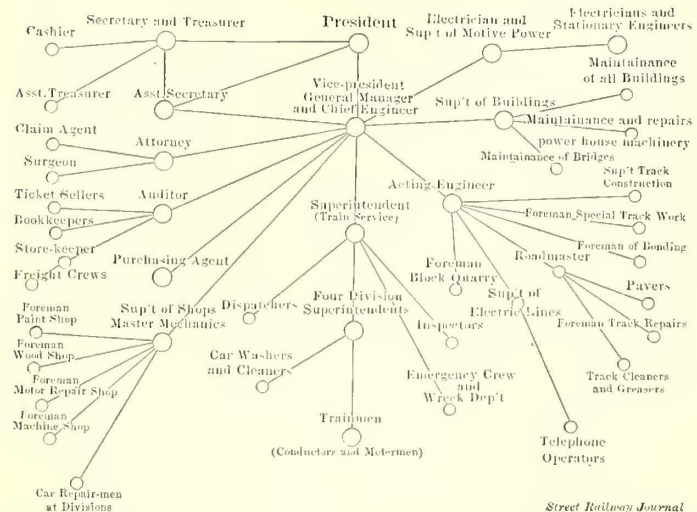 Cashier
Secretary and Treasurer
President
Electrician and
Sup't of Motive Power
Electricians and
Stationary Engineers
Maintainance
of all Buildings
Asst. Treasurer
Asst. Secretary
Vice-president
General Manager
and Chief Engineer
Sup't of Buildings
Maintainance and repairs
power house machinery
Maintainance of Bridges
Claim Agent
Attorney
Surgeon
Ticket Sellers
Auditor
Bookkeepers
Store-keeper
Freight Crews
Purchasing Agent
Superintendent
(Train Service)
Acting Engineer
Sup't Track
Construction
Foreman Special Track Work
Foreman of Bonding
Roadmaster
Pavers
Foreman Track Repairs
Track Cleaners
and Greasers
Foreman
Block Quarry
Sup't of
Electric Lines
Telephone
Operators
Foreman
Paint Shop
Foreman
Wood Shop
Foreman
Motor Repair Shop
Foreman
Machine Shop
Sup't of Shops
Master Mechanics
Car Repair-men
at Divisions
Dispatchers
Four Division
Superintendents
Inspectors
Car Washers
and Cleaners
Emergency Crew
and
Wreck Dep't
Trainmen
(Conductors and Motermen)
Street Railway Journal